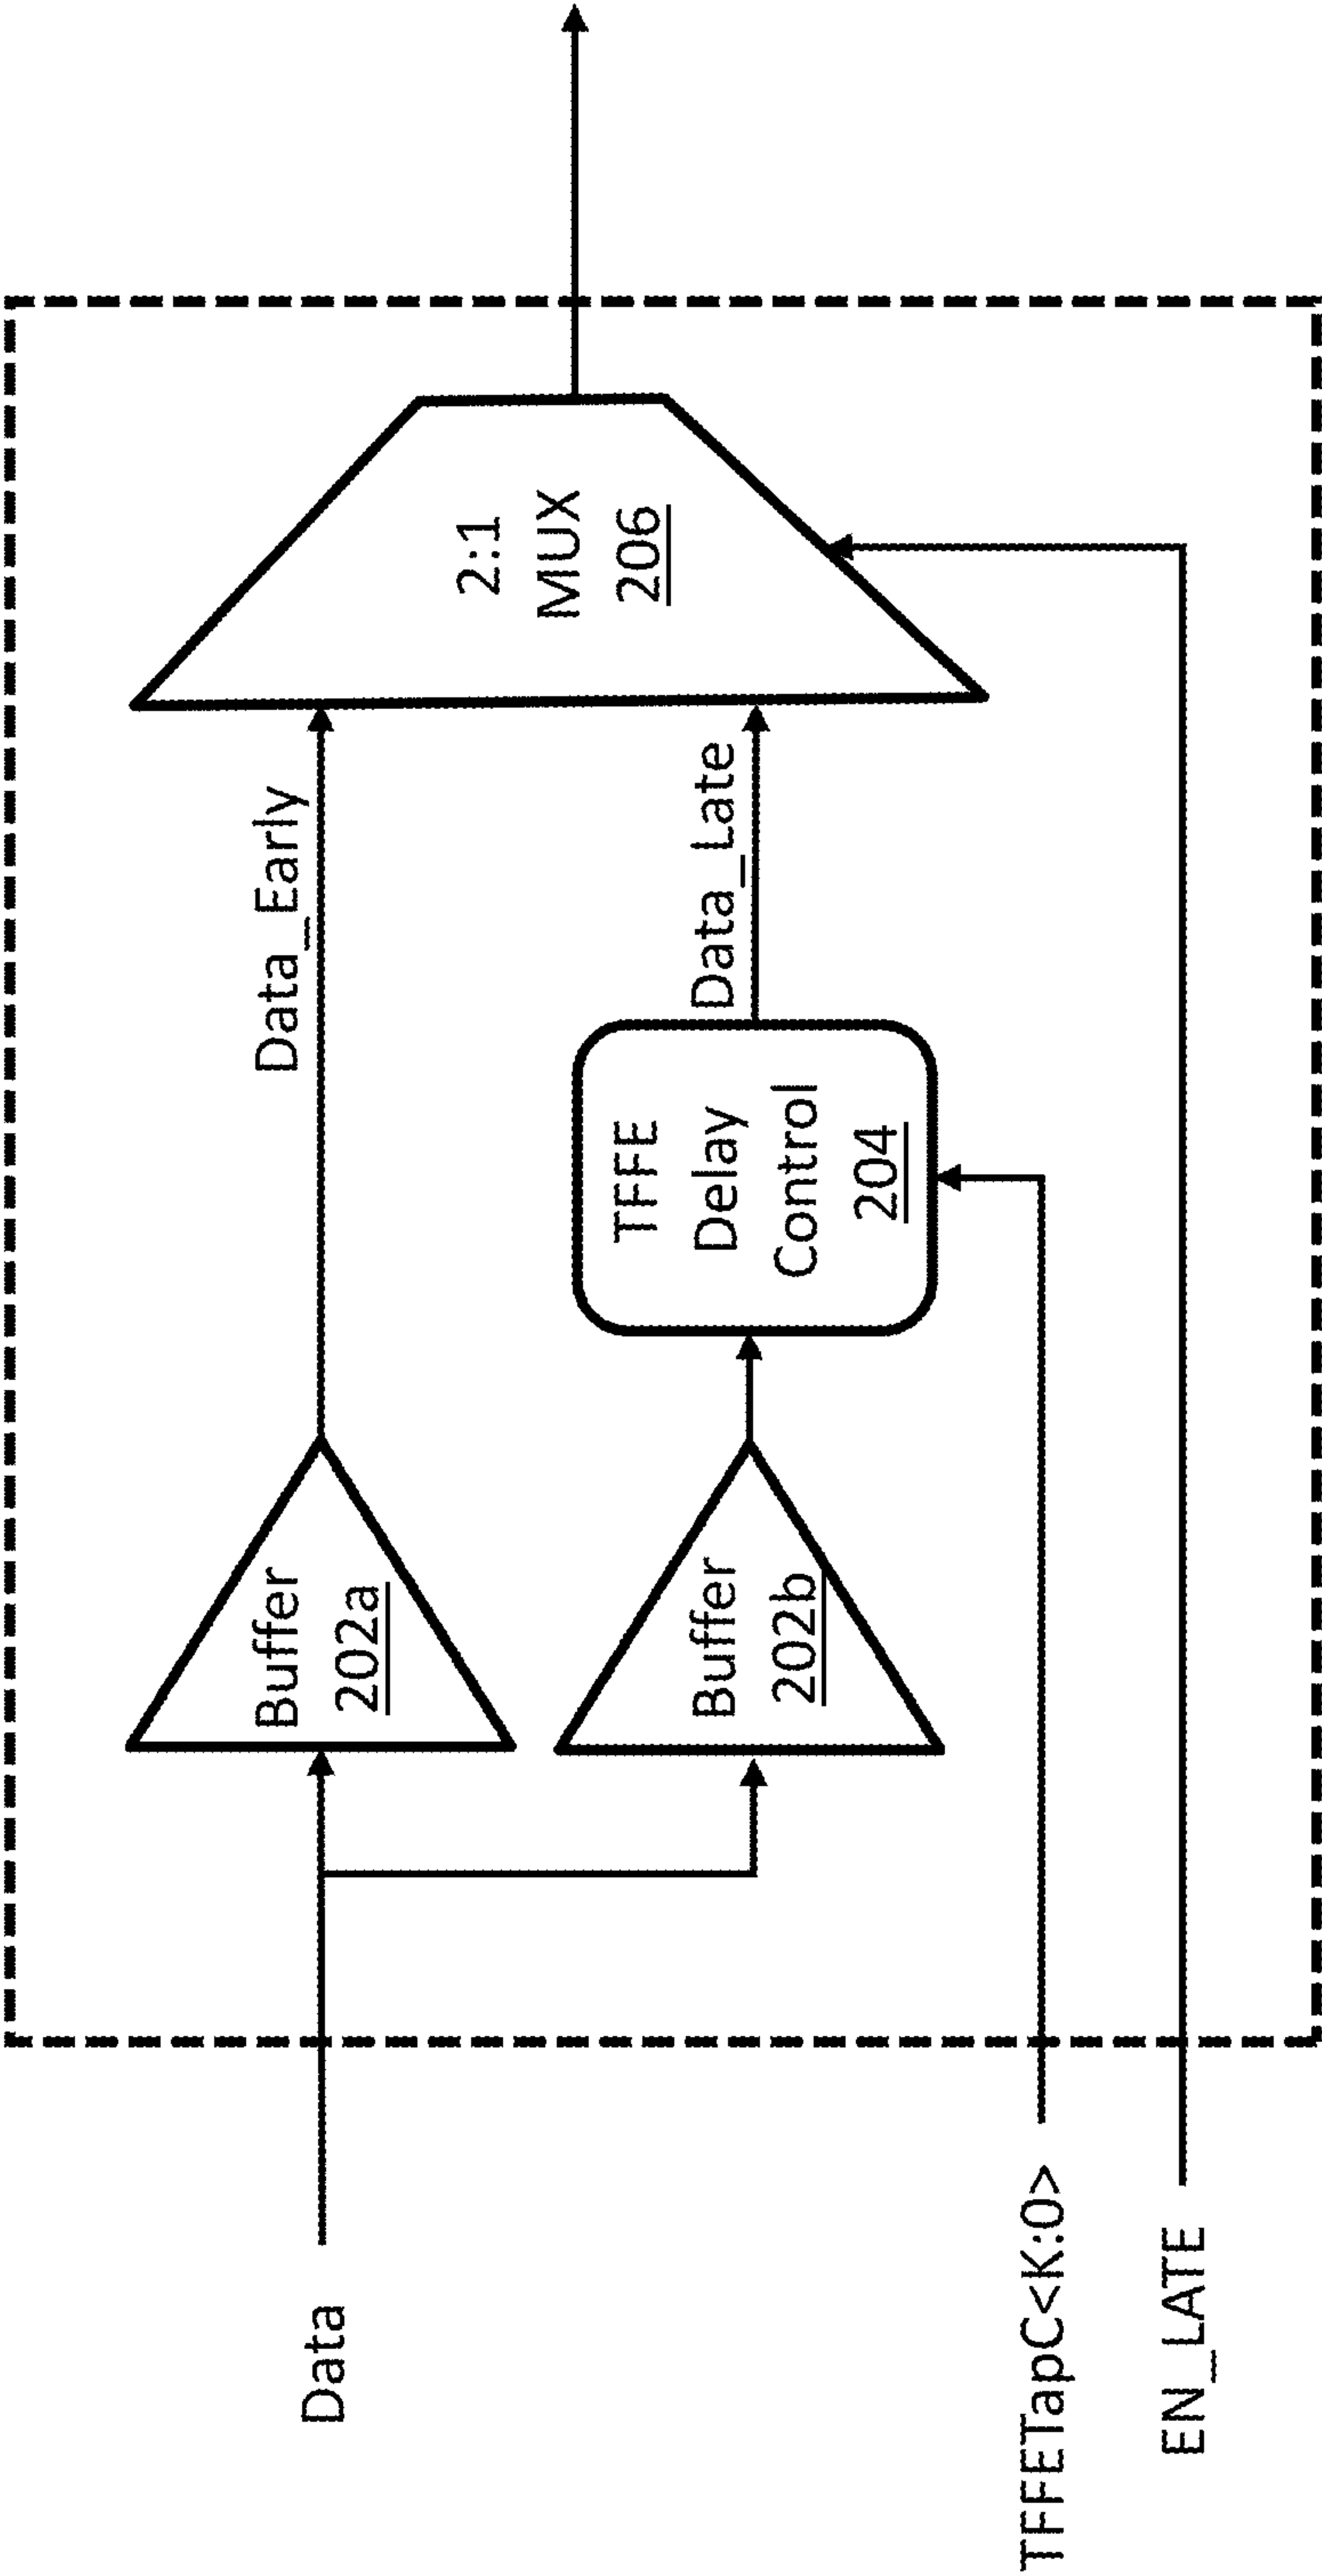 Data
TFFETapC<K:0>
EN_LATE
Buffer
202a
Buffer
202b
TFFE
Delay
Control
204
Data_Early
Data_Late
2:1
MUX
206